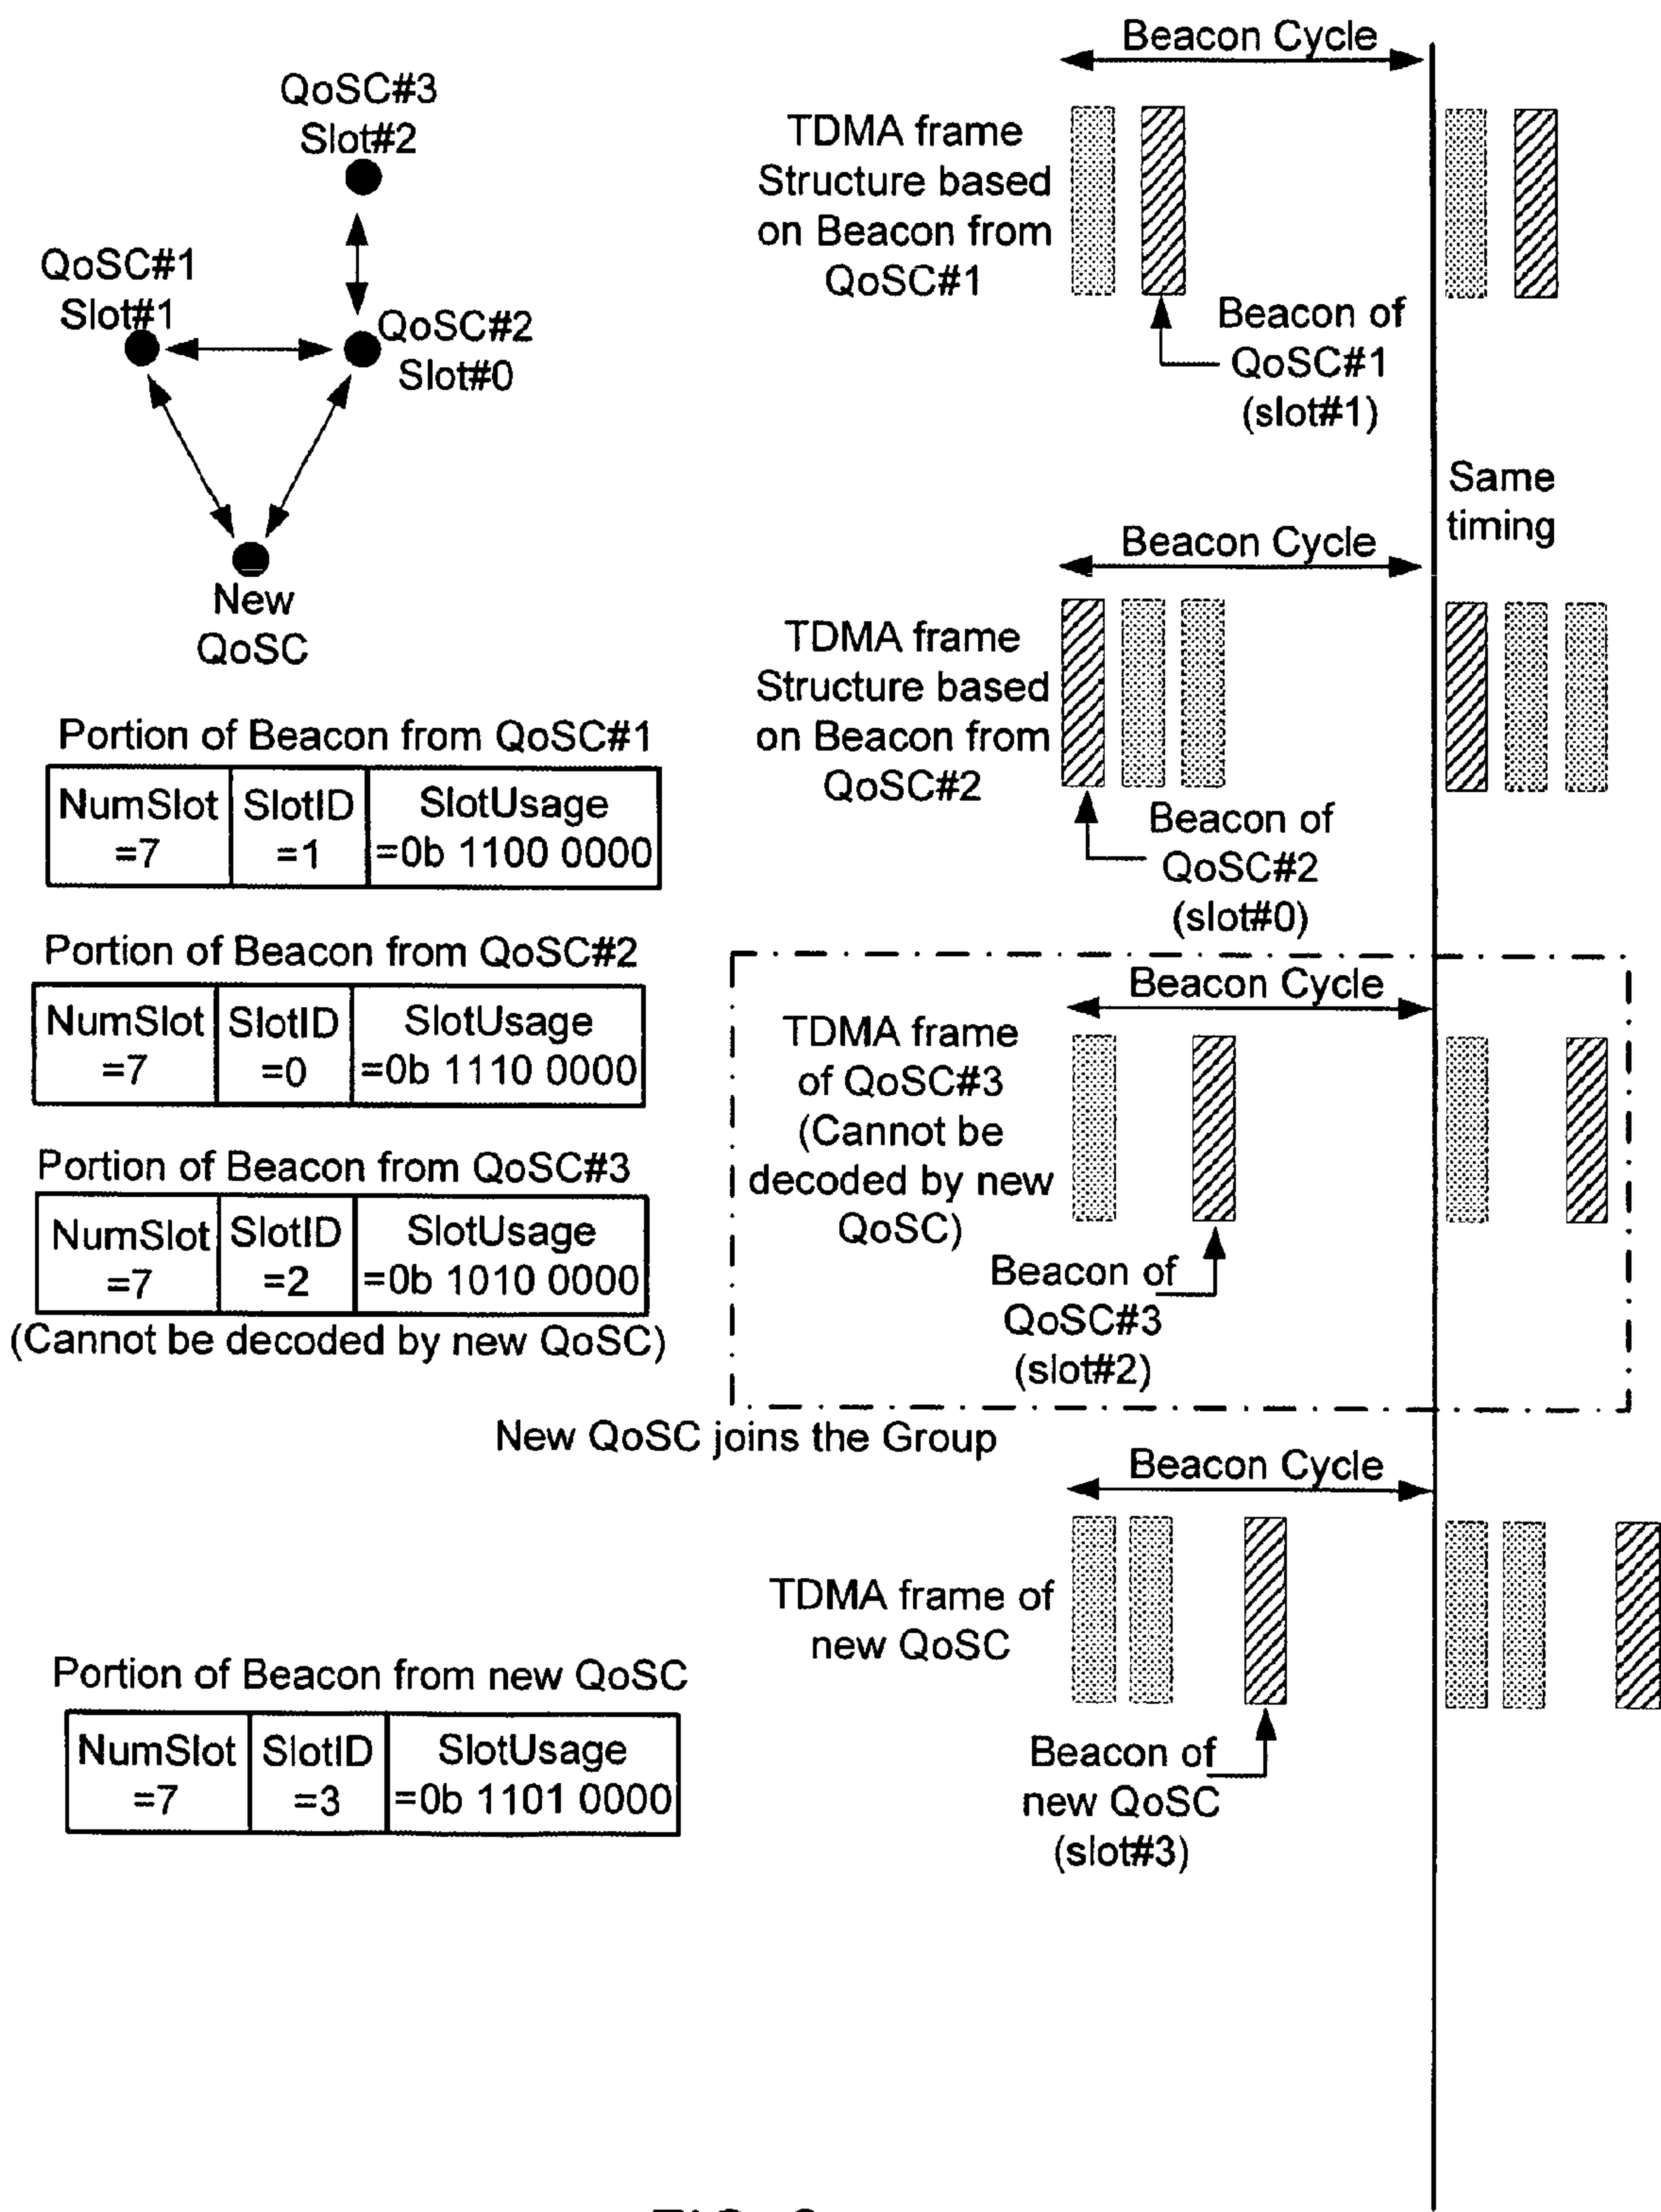 QoSC#3
Slot#2
QoSC#1
Slot#1
QoSC#2
Slot#0
New
QoSC
Portion of Beacon from QoSC#1
NumSlot
=7
SlotID
=1
SlotUsage
=0b 1100 0000
Portion of Beacon from QoSC#2
NumSlot
=7
SlotID
=0
SlotUsage
=0b 1110 0000
Portion of Beacon from QoSC#3
NumSlot
=7
SlotID
=2
SlotUsage
=0b 1010 0000
(Cannot be decoded by new QoSC)
Beacon Cycle
TDMA frame
Structure based
on Beacon from
QoSC#1
Beacon of
QoSC#1
(slot#1)
Same
timing
Beacon Cycle
TDMA frame
Structure based
on Beacon from
QoSC#2
Beacon of
QoSC#2
(slot#0)
Beacon Cycle
TDMA frame
of QoSC#3
(Cannot be
decoded by new
QoSC)
Beacon of
QoSC#3
(slot#2)
New QoSC joins the Group
Beacon Cycle
TDMA frame of
new QoSC
Portion of Beacon from new QoSC
NumSlot
=7
SlotID
=3
SlotUsage
=0b 1101 0000
Beacon of
new QoSC
(slot#3)